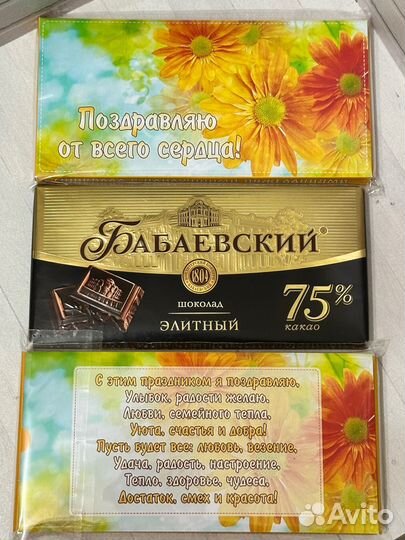 Поздравляю
от всего сердца!
БАБАЕВСКИЙ®
1804
шоколад
ЭЛИТНЫЙ
75%
какао
С этим праздником я поздравляю,
Улыбок, радости желаю,
Любви, семейного тепла,
Уюта, счастья и добра!
Пусть будет все: любовь, везение,
Удача, радость, настроение,
Тепло, здоровье, чудеса,
Достаток, смех и красота!
Avito